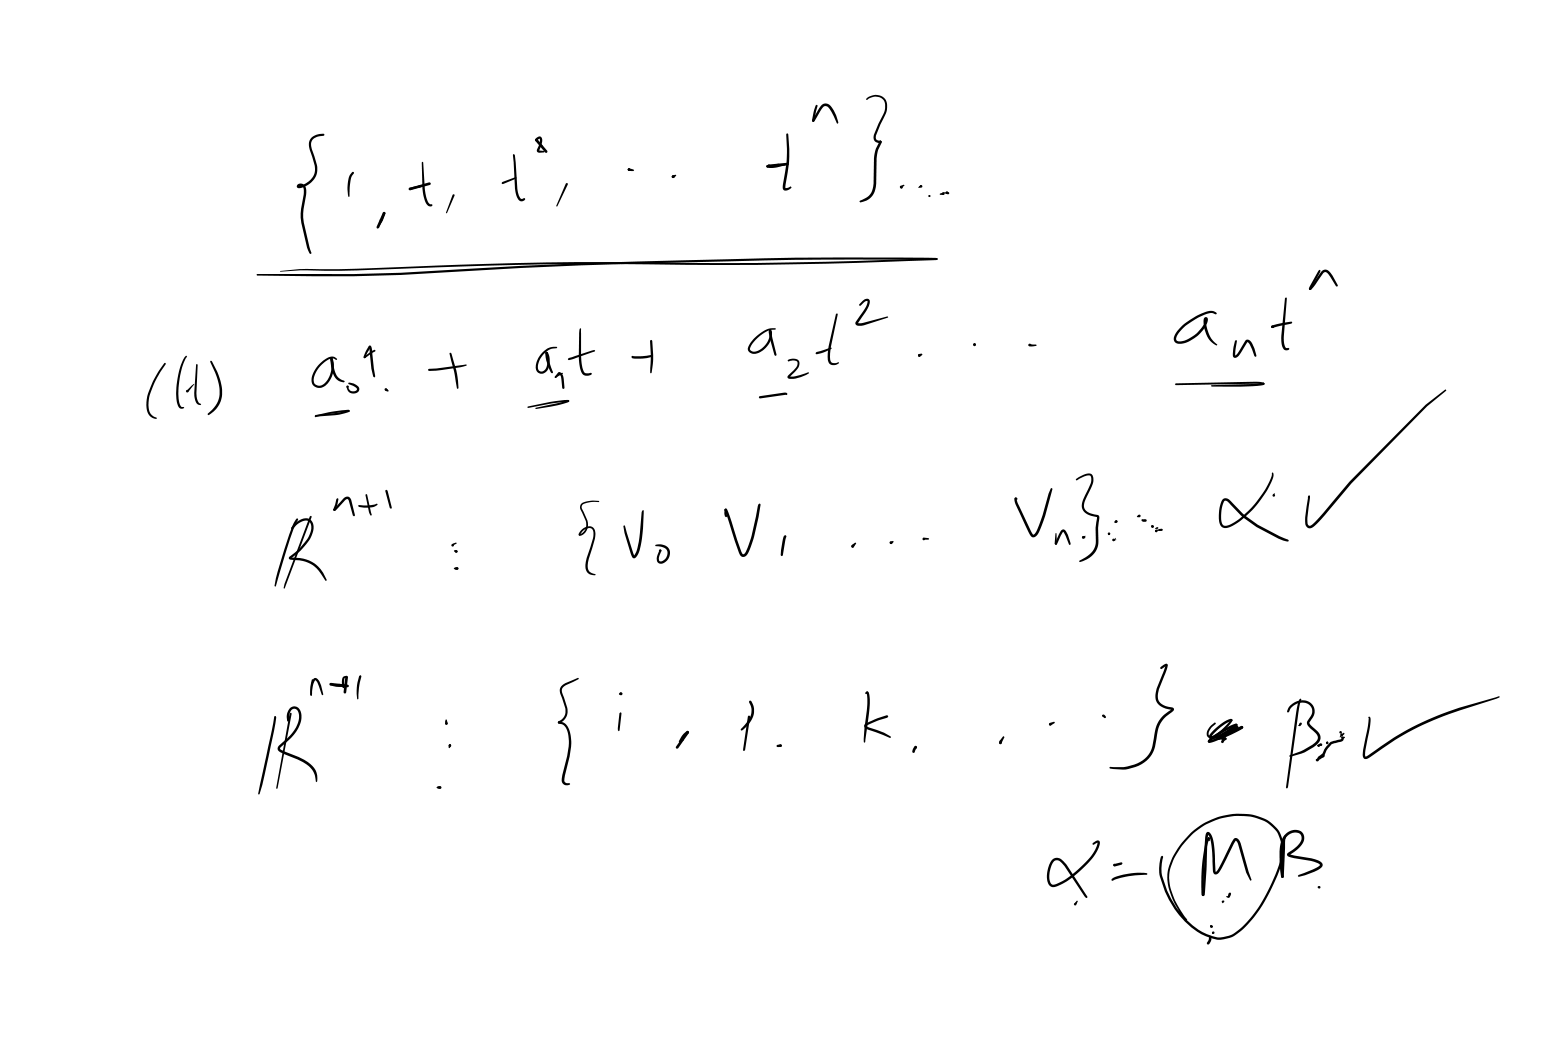 {1, t, t², .. tⁿ}...
(1) a₀1 + a₁t + a₂t² ... aₙtⁿ
ℝⁿ⁺¹ : {v₀ v₁ ... vₙ} α ✓
ℝⁿ⁺¹ : {i, j. k, . ..} β ✓
α = M B